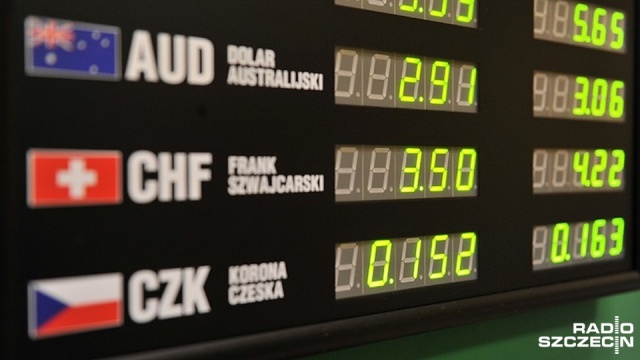 5.65
AUD DOLAR AUSTRALIJSKI 2.91 3.06
CHF FRANK SZWAJCARSKI 3.50 4.22
CZK KORONA CZESKA 0.152 0.163
RADIO
SZCZECIN